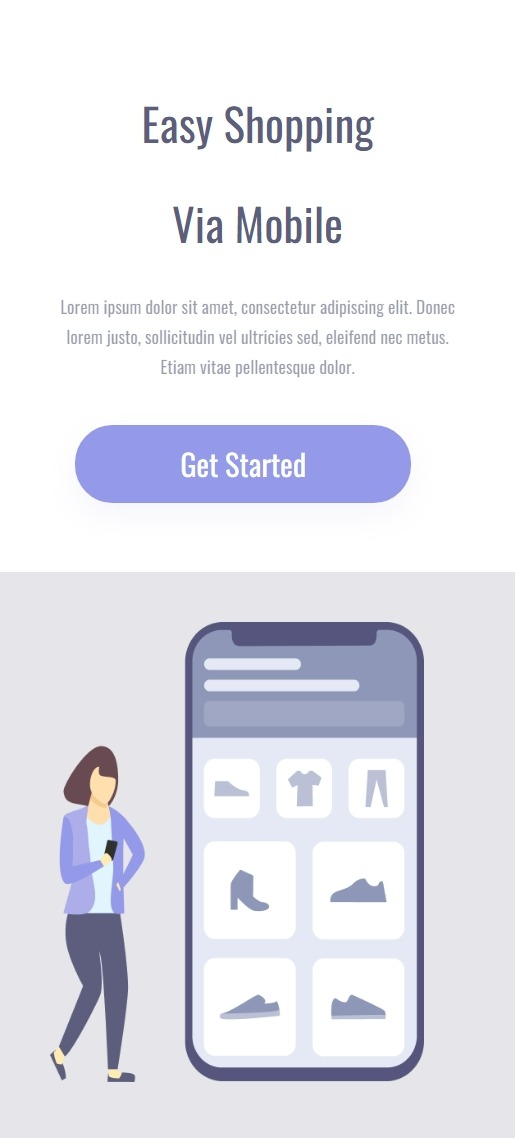 Easy Shopping
Via Mobile
Lorem ipsum dolor sit amet, consectetur adipiscing elit. Donec
lorem justo, sollicitudin vel ultricies sed, eleifend nec metus.
Etiam vitae pellentesque dolor.
Get Started